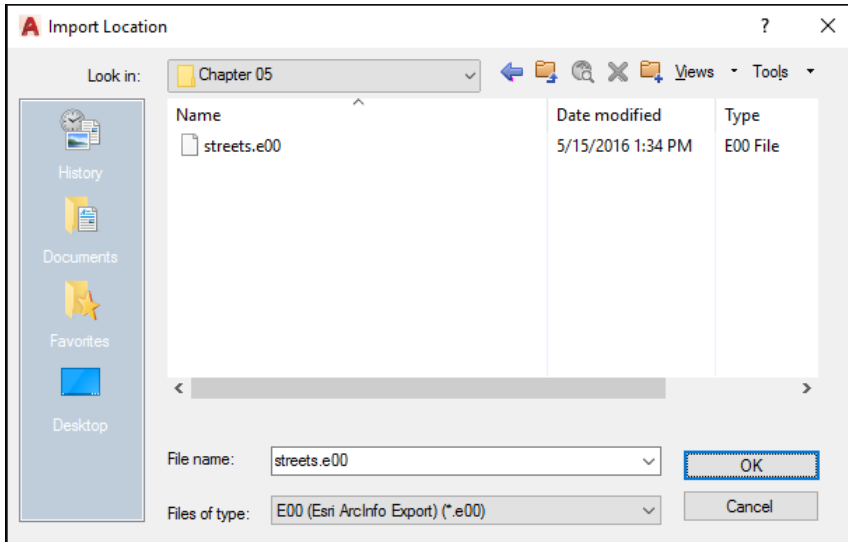 Import Location
?
Look in:
Chapter 05
Views
Tools
Name
Date modified
Type
streets.e00
5/15/2016 1:34 PM
E00 File
History
Documents
Favorites
Desktop
File name:
streets.e00
OK
Files of type:
E00 (Esri ArcInfo Export) (*.e00)
Cancel